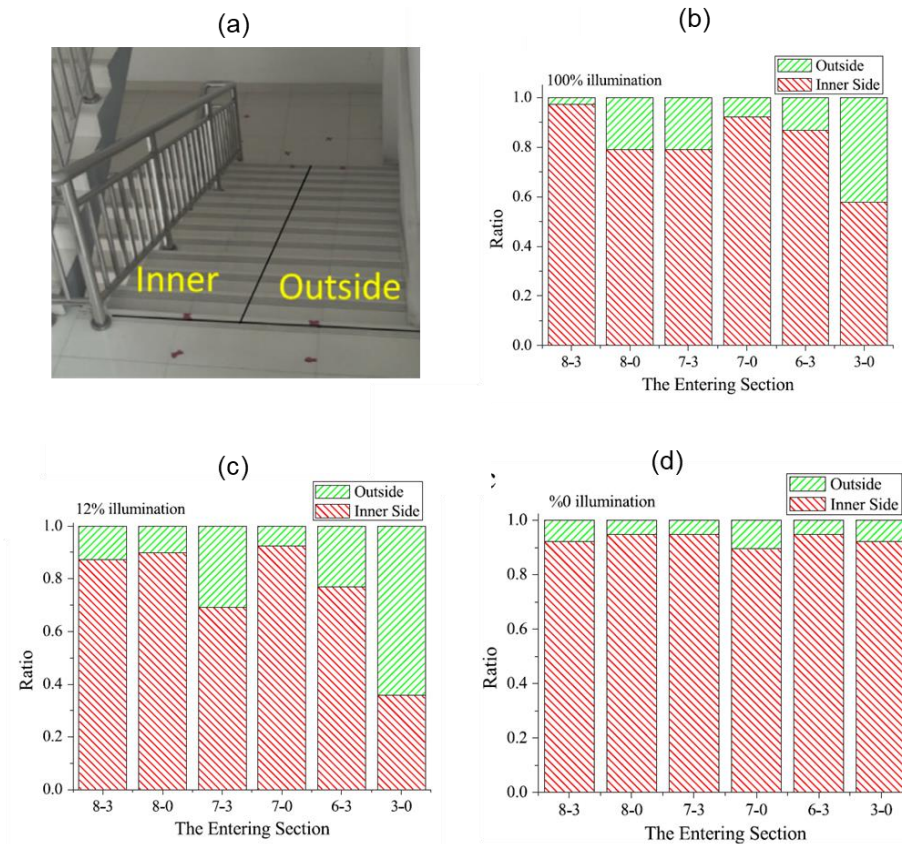 (a)
Inner
Outside
(b)
100% illumination
Outside
Inner Side
1.0
0.8
0.6
0.4
0.2
0.0
Ratio
8-3 8-0 7-3 7-0 6-3 3-0
The Entering Section
(c)
12% illumination
Outside
Inner Side
1.0
0.8
0.6
0.4
0.2
0.0
Ratio
8-3 8-0 7-3 7-0 6-3 3-0
The Entering Section
(d)
%0 illumination
Outside
Inner Side
1.0
0.8
0.6
0.4
0.2
0.0
Ratio
8-3 8-0 7-3 7-0 6-3 3-0
The Entering Section